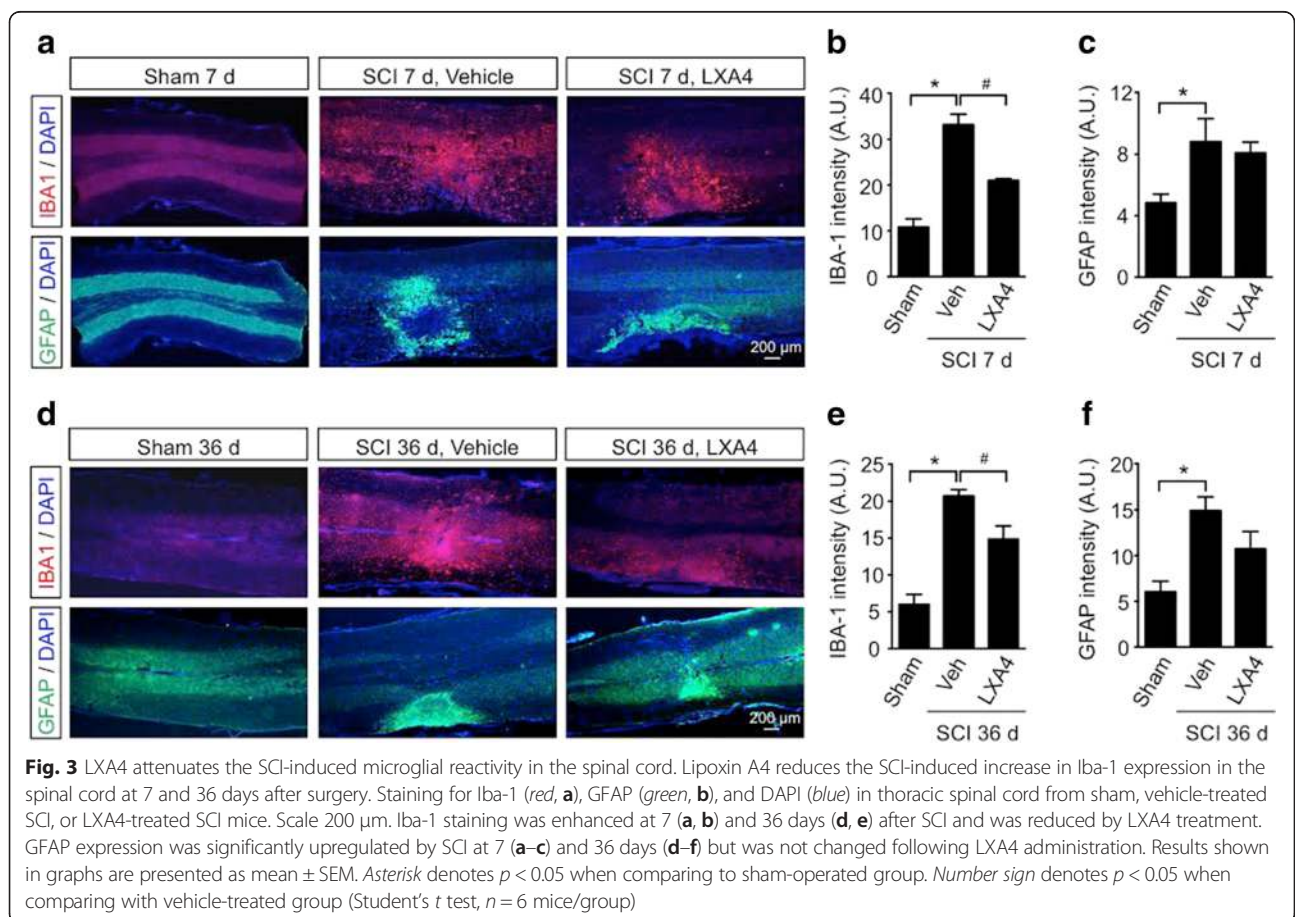 a
Sham 7 d
SCI 7 d, Vehicle
SCI 7 d, LXA4
IBA1 / DAPI
GFAP / DAPI
200 µm
b
IBA-1 intensity (A.U.)
40
30
20
10
0
* #
Sham
Veh
LXA4
SCI 7 d
c
GFAP intensity (A.U.)
12
8
4
0
*
Sham
Veh
LXA4
SCI 7 d
d
Sham 36 d
SCI 36 d, Vehicle
SCI 36 d, LXA4
IBA1 / DAPI
GFAP / DAPI
200 µm
e
IBA-1 intensity (A.U.)
25
20
15
10
5
0
* #
Sham
Veh
LXA4
SCI 36 d
f
GFAP intensity (A.U.)
20
15
10
5
0
*
Sham
Veh
LXA4
SCI 36 d
Fig. 3 LXA4 attenuates the SCI-induced microglial reactivity in the spinal cord. Lipoxin A4 reduces the SCI-induced increase in Iba-1 expression in the
spinal cord at 7 and 36 days after surgery. Staining for Iba-1 (red, a), GFAP (green, b), and DAPI (blue) in thoracic spinal cord from sham, vehicle-treated
SCI, or LXA4-treated SCI mice. Scale 200 µm. Iba-1 staining was enhanced at 7 (a, b) and 36 days (d, e) after SCI and was reduced by LXA4 treatment.
GFAP expression was significantly upregulated by SCI at 7 (a–c) and 36 days (d–f) but was not changed following LXA4 administration. Results shown
in graphs are presented as mean ± SEM. Asterisk denotes p < 0.05 when comparing to sham-operated group. Number sign denotes p < 0.05 when
comparing with vehicle-treated group (Student's t test, n = 6 mice/group)